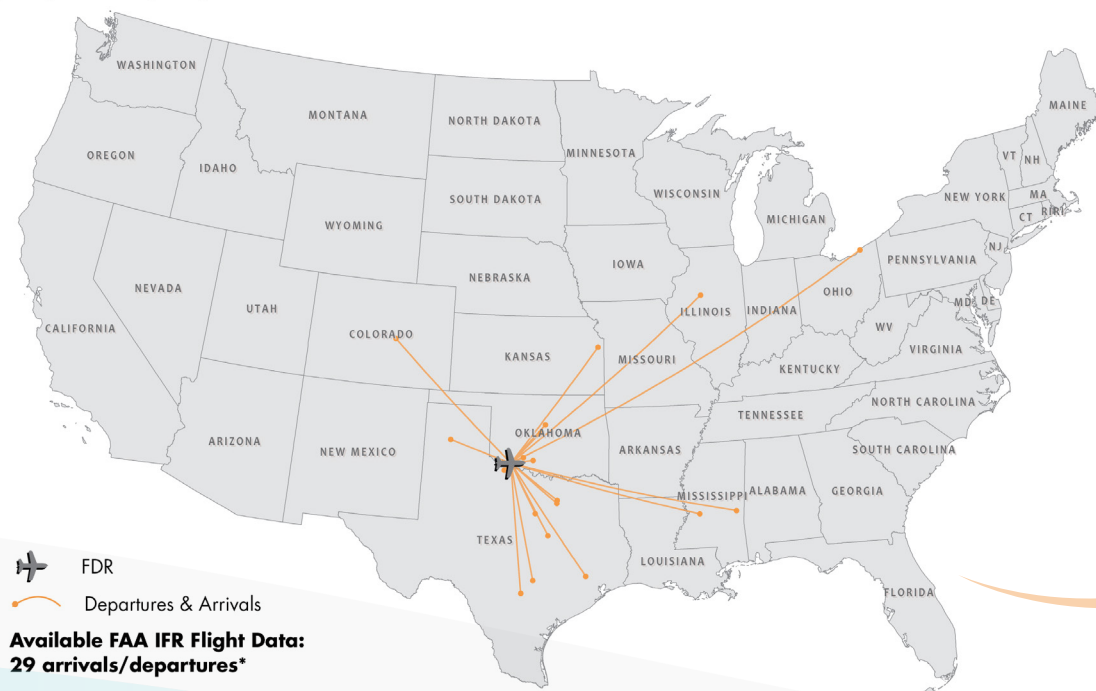 WASHINGTON
MONTANA
NORTH DAKOTA
MINNESOTA
MAINE
OREGON
IDAHO
SOUTH DAKOTA
WISCONSIN
MICHIGAN
VT
NH
NEW YORK
MA
CT
RI
RI
WYOMING
NEBRASKA
IOWA
PENNSYLVANIA
NJ
NEVADA
UTAH
COLORADO
ILLINOIS
INDIANA
OHIO
MD
DE
WV
CALIFORNIA
KANSAS
MISSOURI
KENTUCKY
VIRGINIA
ARIZONA
NEW MEXICO
OKLAHOMA
ARKANSAS
TENNESSEE
NORTH CAROLINA
SOUTH CAROLINA
MISSISSIPPI
ALABAMA
GEORGIA
TEXAS
LOUISIANA
FLORIDA
FDR
Departures & Arrivals
Available FAA IFR Flight Data:
29 arrivals/departures*